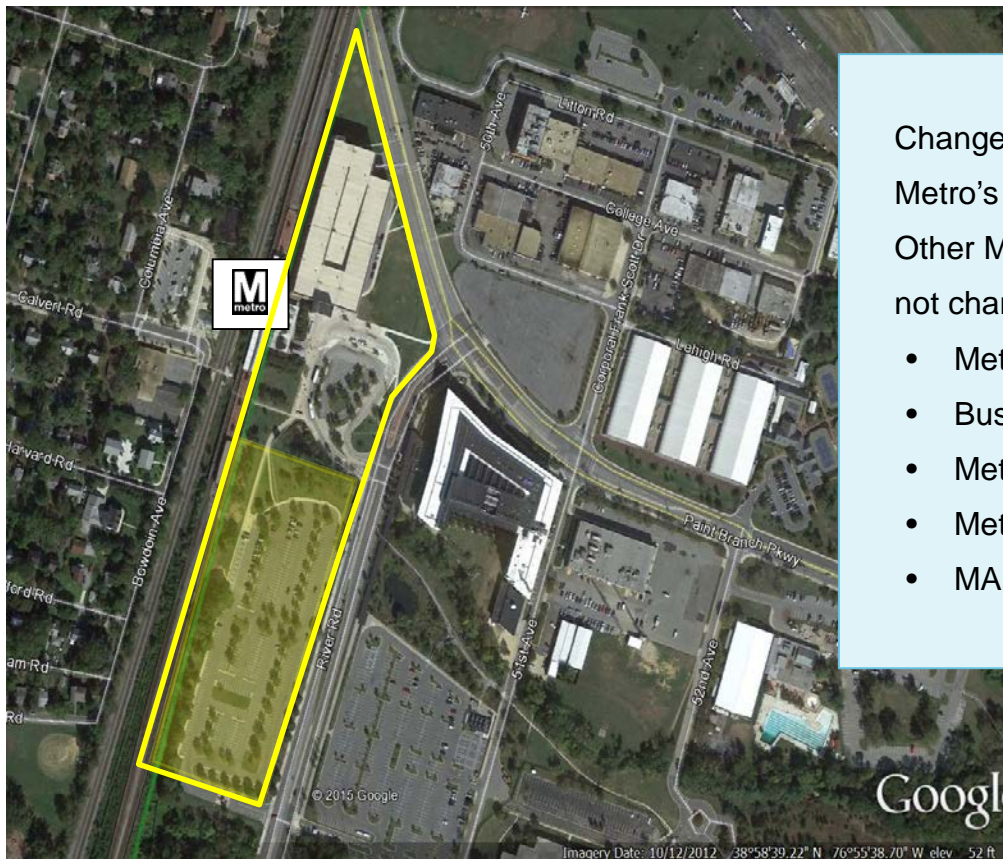 Litton Rd
50th Ave
College Ave
Corporal Frank Scott Dr
Columbia Ave
M
metro
Calvert Rd
Lehigh Rd
Harvard Rd
Bowdoin Ave
River Rd
Paint Branch Pkwy
51st Ave
52nd Ave
Rd
© 2015 Google
Google
Imagery Date: 10/12/2012 38°58'39.22" N 76°55'38.70" W elev 52 ft
Change
Metro's
Other M
not char
• Met
• Bus
• Met
• Met
• MA